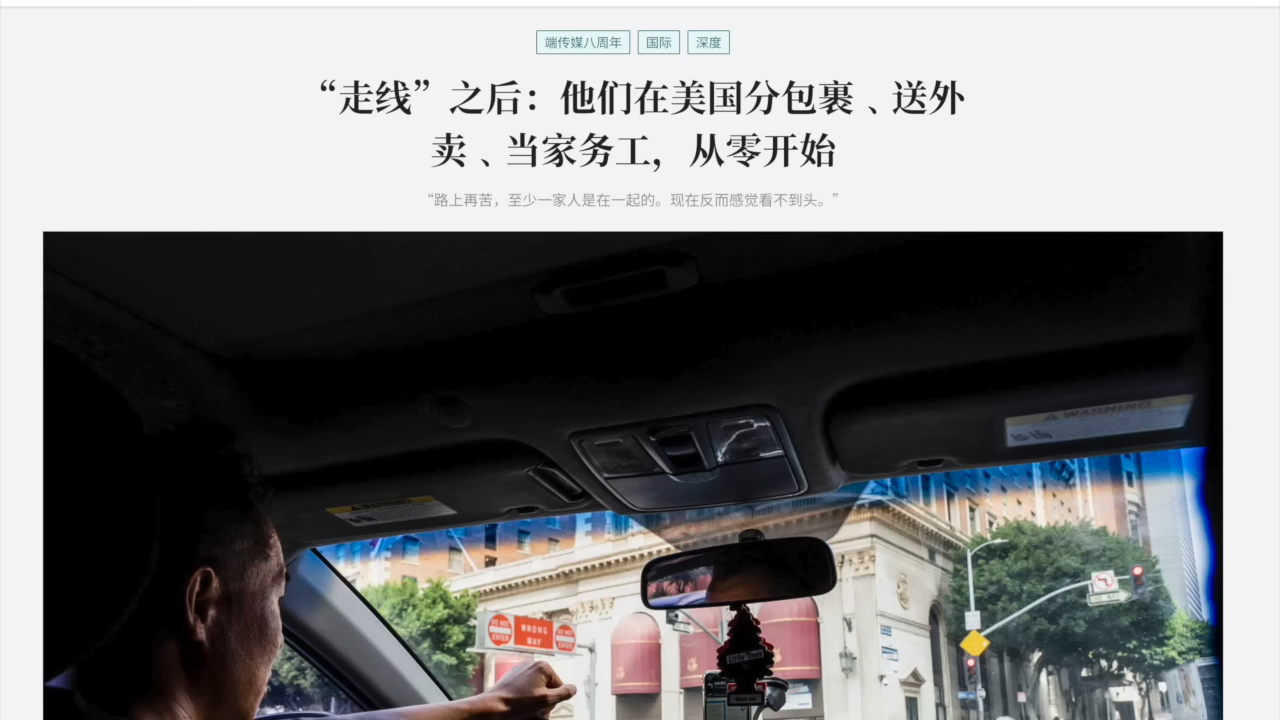 端传媒八周年 国际 深度
“走线”之后：他们在美国分包裹、送外
卖、当家务工，从零开始
“路上再苦，至少一家人是在一起的。现在反而感觉看不到头。”
WARNING
DO NOT ENTER WRONG WAY DO NOT ENTER